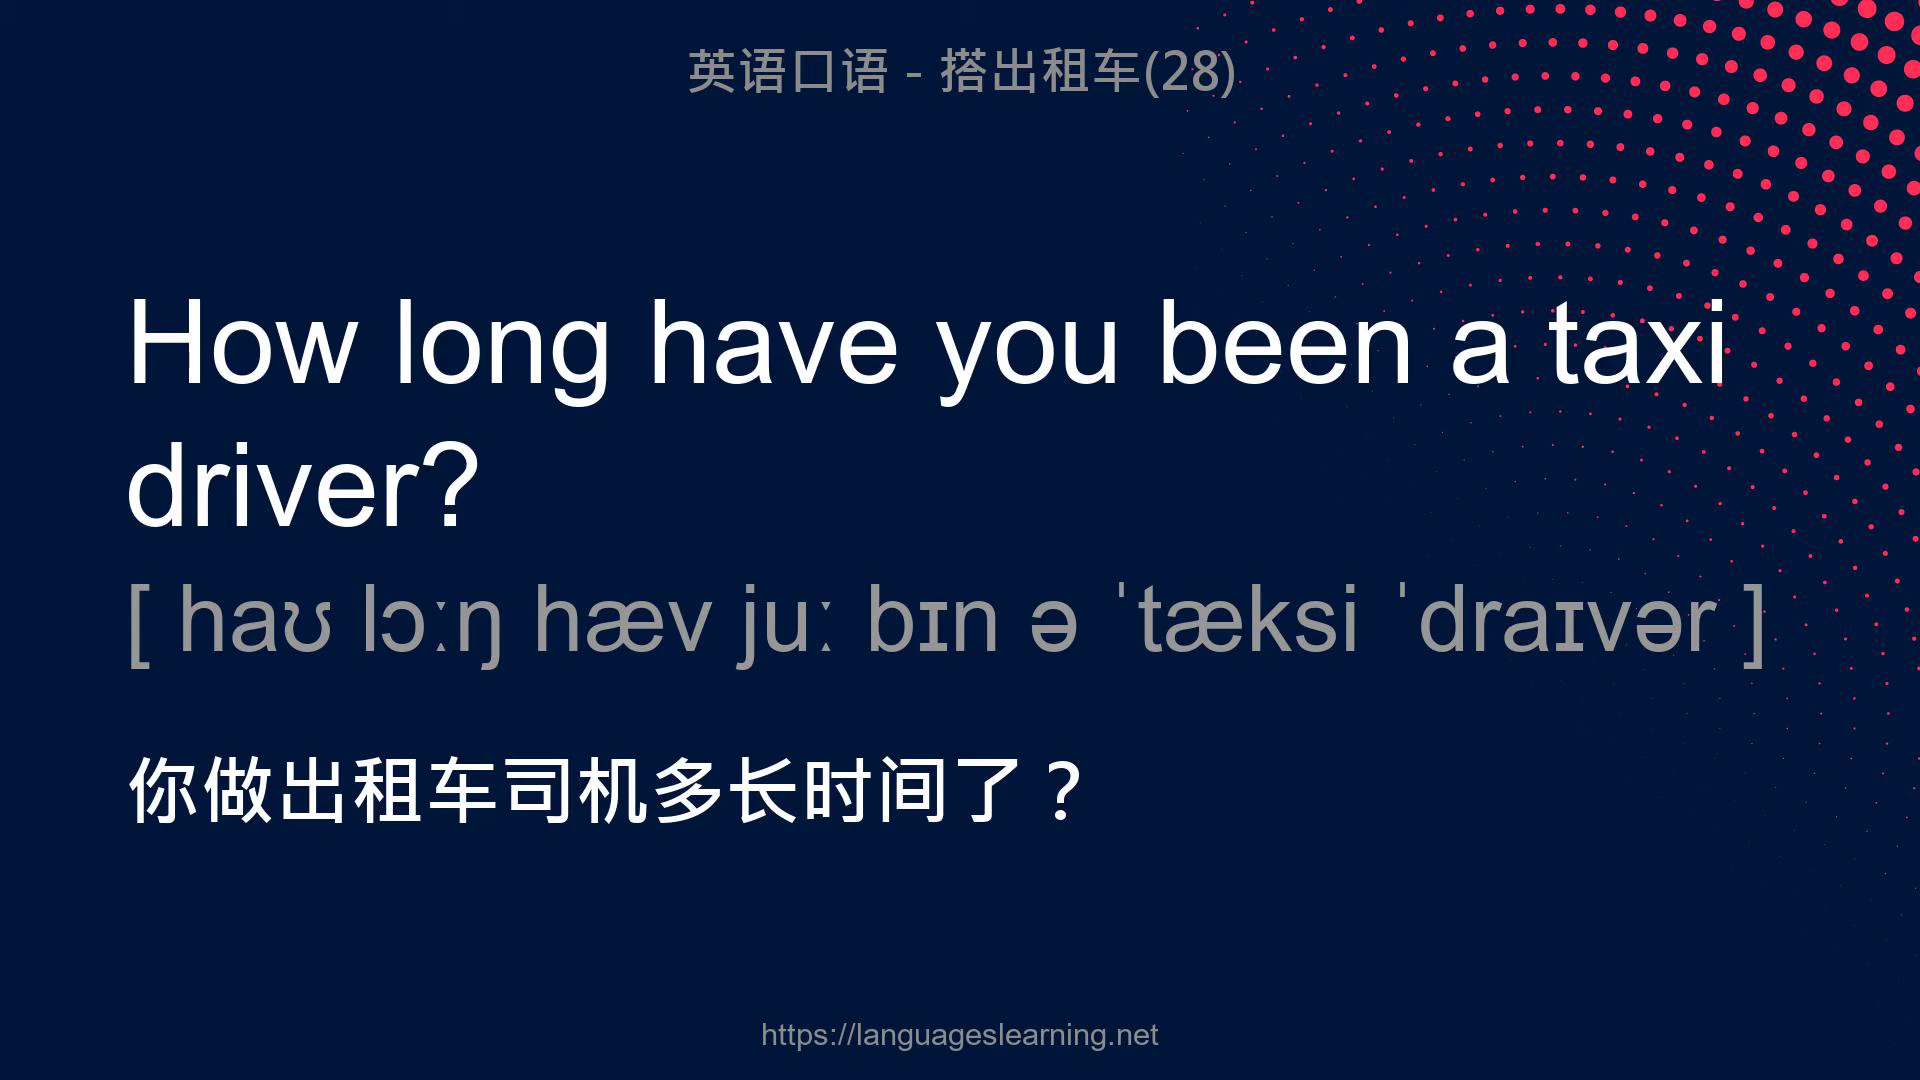 英语口语 - 搭出租车(28)
How long have you been a taxi
driver?
[ haʊ lɔːŋ hæv juː bɪn ə ˈtæksi ˈdraɪvər ]
你做出租车司机多长时间了？
https://languageslearning.net